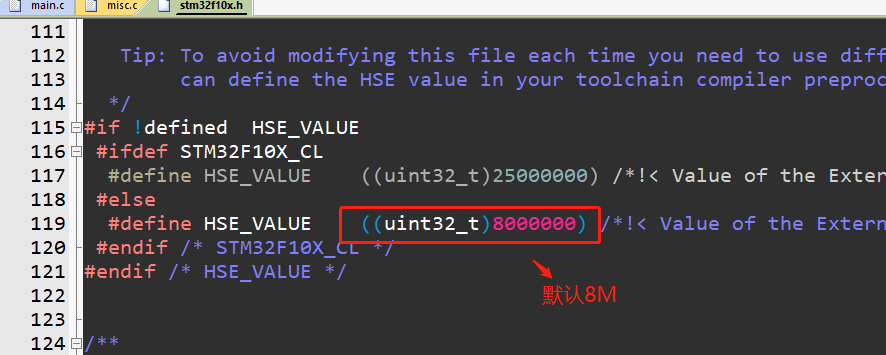 main.c misc.c stm32f10x.h
111
112 Tip: To avoid modifying this file each time you need to use diff
113 can define the HSE value in your toolchain compiler preproc
114 */
115 #if !defined HSE_VALUE
116 #ifdef STM32F10X_CL
117 #define HSE_VALUE ((uint32_t)25000000) /*!< Value of the Exter
118 #else
119 #define HSE_VALUE ((uint32_t)8000000) /*!< Value of the Extern
120 #endif /* STM32F10X_CL */
121 #endif /* HSE_VALUE */
默认8M
122
123
124 /**